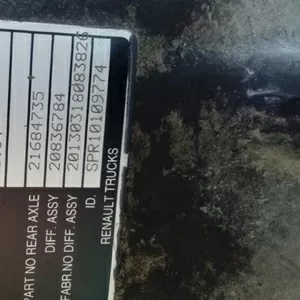 PART NO REAR AXLE 21684735
DIFF. ASSY 20836784
FABR.NO DIFF. ASSY 20130318083826
ID. SPR10109774
RENAULT TRUCKS